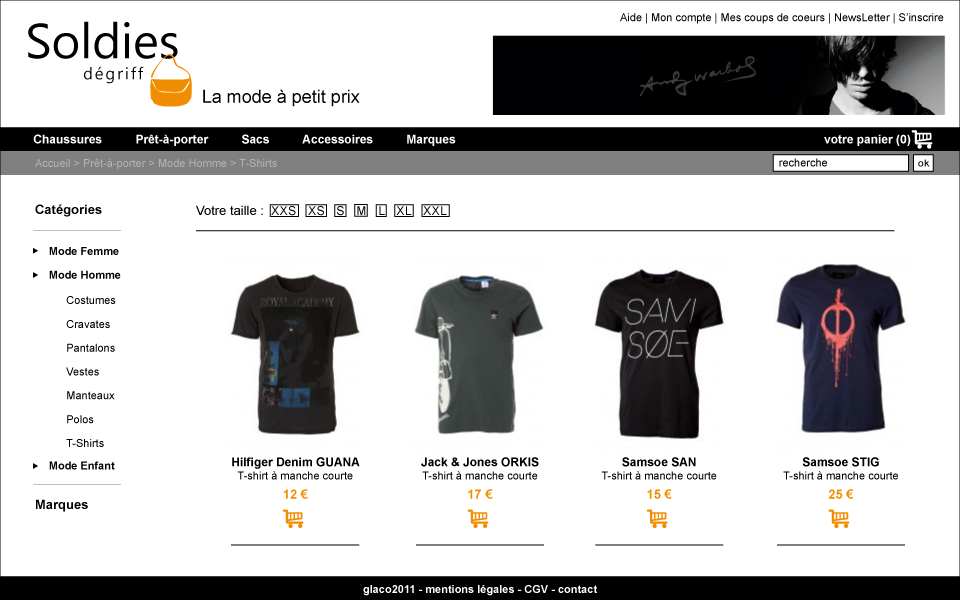 Aide | Mon compte | Mes coups de coeurs | NewsLetter | S'inscrire
Soldies
dégriff
La mode à petit prix
Andy Warhol
Chaussures Prêt-à-porter Sacs Accessoires Marques votre panier (0)
Accueil > Prêt-à-porter > Mode Homme > T-Shirts recherche ok
Catégories
Votre taille : XXS XS S M L XL XXL
Mode Femme
Mode Homme
Costumes
Cravates
Pantalons
Vestes
Manteaux
Polos
T-Shirts
Mode Enfant
Marques
ROYAL ACADEMY
SAM
SØE
Hilfiger Denim GUANA Jack & Jones ORKIS Samsoe SAN Samsoe STIG
T-shirt à manche courte T-shirt à manche courte T-shirt à manche courte T-shirt à manche courte
12 € 17 € 15 € 25 €
glaco2011 - mentions légales - CGV - contact